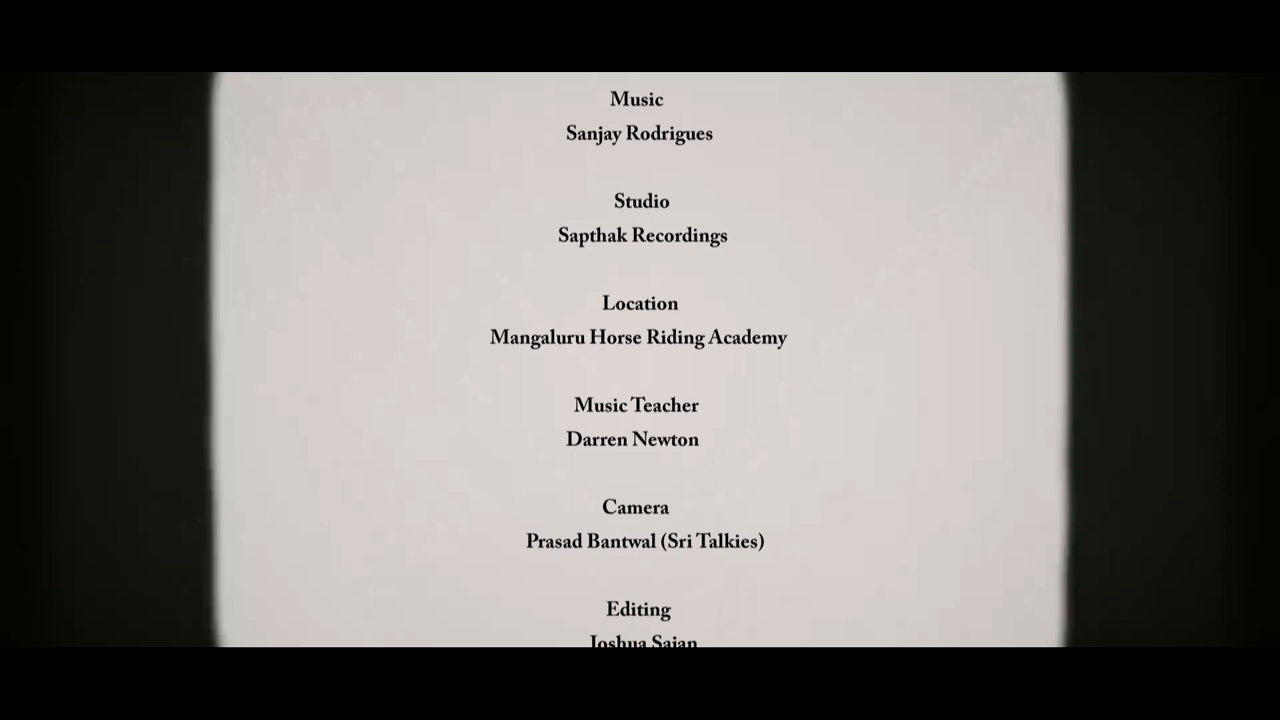 Music
Sanjay Rodrigues
Studio
Sapthak Recordings
Location
Mangaluru Horse Riding Academy
Music Teacher
Darren Newton
Camera
Prasad Bantwal (Sri Talkies)
Editing
Joshua